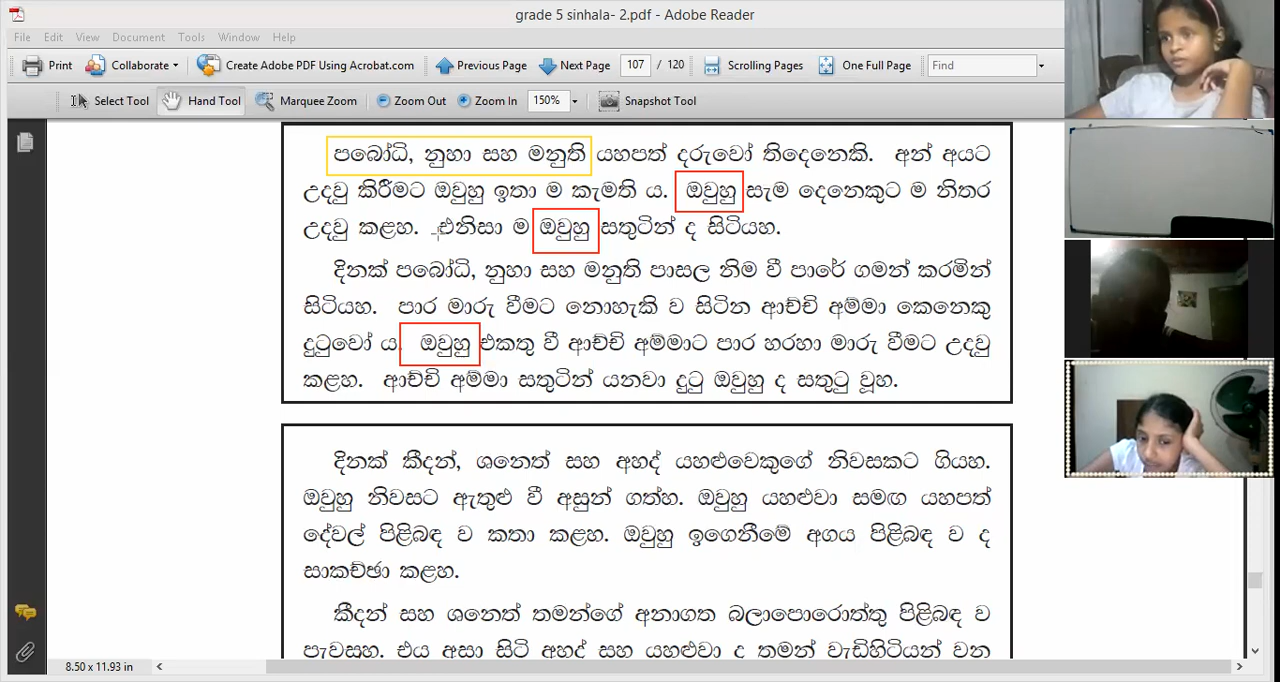 grade 5 sinhala- 2.pdf - Adobe Reader
File Edit View Document Tools Window Help
Print Collaborate Create Adobe PDF Using Acrobat.com Previous Page Next Page 107 / 120 Scrolling Pages One Full Page Find
Select Tool Hand Tool Marquee Zoom Zoom Out Zoom In 150% Snapshot Tool
පබෝධි, නුහා සහ මනුති යහපත් දරුවෝ තිදෙනෙකි. අන් අයට
උදවු කිරීමට ඔවුහු ඉතා ම කැමති ය. ඔවුහු සැම දෙනෙකුට ම නිතර
උදවු කළහ. එනිසා ම ඔවුහු සතුටින් ද සිටියහ.
දිනක් පබෝධි, නුහා සහ මනුති පාසල නිම වී පාරේ ගමන් කරමින්
සිටියහ. පාර මාරු වීමට නොහැකි ව සිටින ආච්චි අම්මා කෙනෙකු
දුටුවෝ ය. ඔවුහු එකතු වී ආච්චි අම්මාට පාර හරහා මාරු වීමට උදවු
කළහ. ආච්චි අම්මා සතුටින් යනවා දුටු ඔවුහු ද සතුටු වූහ.
දිනක් කීදන්, ශනෙත් සහ අහද් යහළුවෙකුගේ නිවසකට ගියහ.
ඔවුහු නිවසට ඇතුළු වී අසුන් ගත්හ. ඔවුහු යහළුවා සමඟ යහපත්
දේවල් පිළිබඳ ව කතා කළහ. ඔවුහු ඉගෙනීමේ අගය පිළිබඳ ව ද
සාකච්ඡා කළහ.
කීදන් සහ ශනෙත් තමන්ගේ අනාගත බලාපොරොත්තු පිළිබඳ ව
පැවසූහ. එය අසා සිටි අහද් සහ යහළුවා ද තමන් වැඩිහිටියන් වන
8.50 x 11.93 in